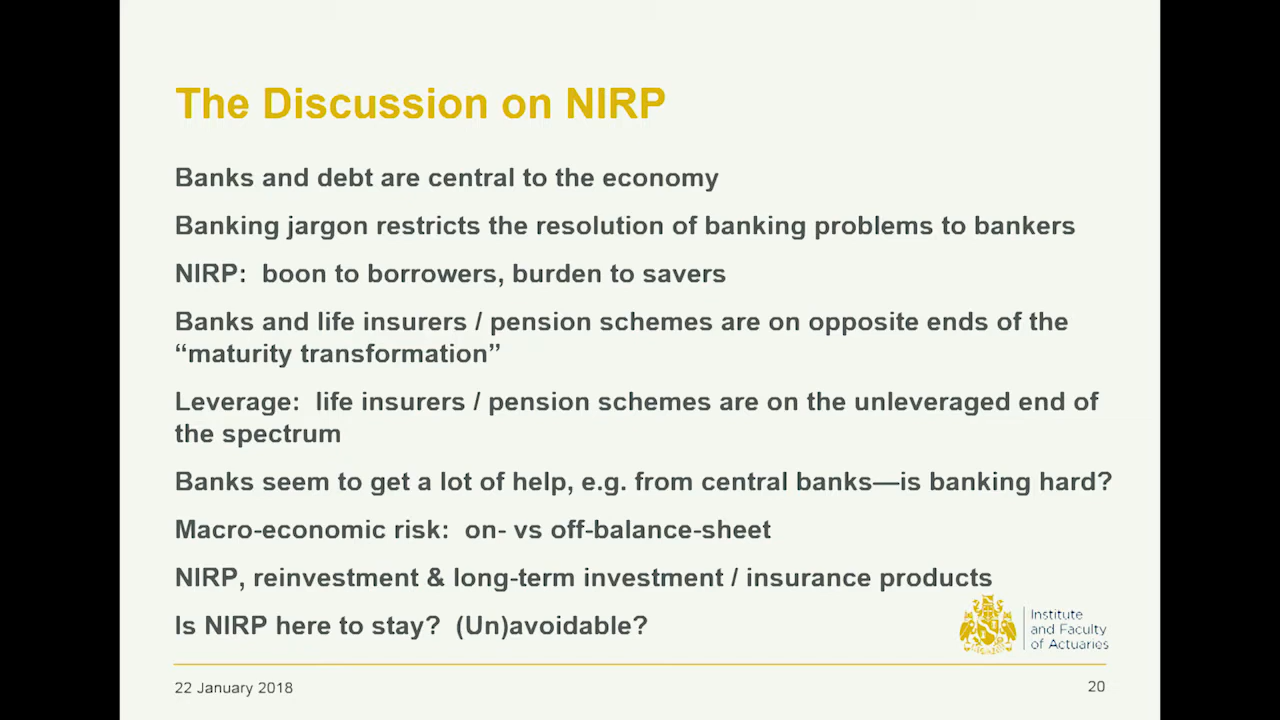 The Discussion on NIRP
Banks and debt are central to the economy
Banking jargon restricts the resolution of banking problems to bankers
NIRP:  boon to borrowers, burden to savers
Banks and life insurers / pension schemes are on opposite ends of the
“maturity transformation”
Leverage:  life insurers / pension schemes are on the unleveraged end of
the spectrum
Banks seem to get a lot of help, e.g. from central banks—is banking hard?
Macro-economic risk:  on- vs off-balance-sheet
NIRP, reinvestment & long-term investment / insurance products
Is NIRP here to stay?  (Un)avoidable?
Institute
and Faculty
of Actuaries
22 January 2018
20